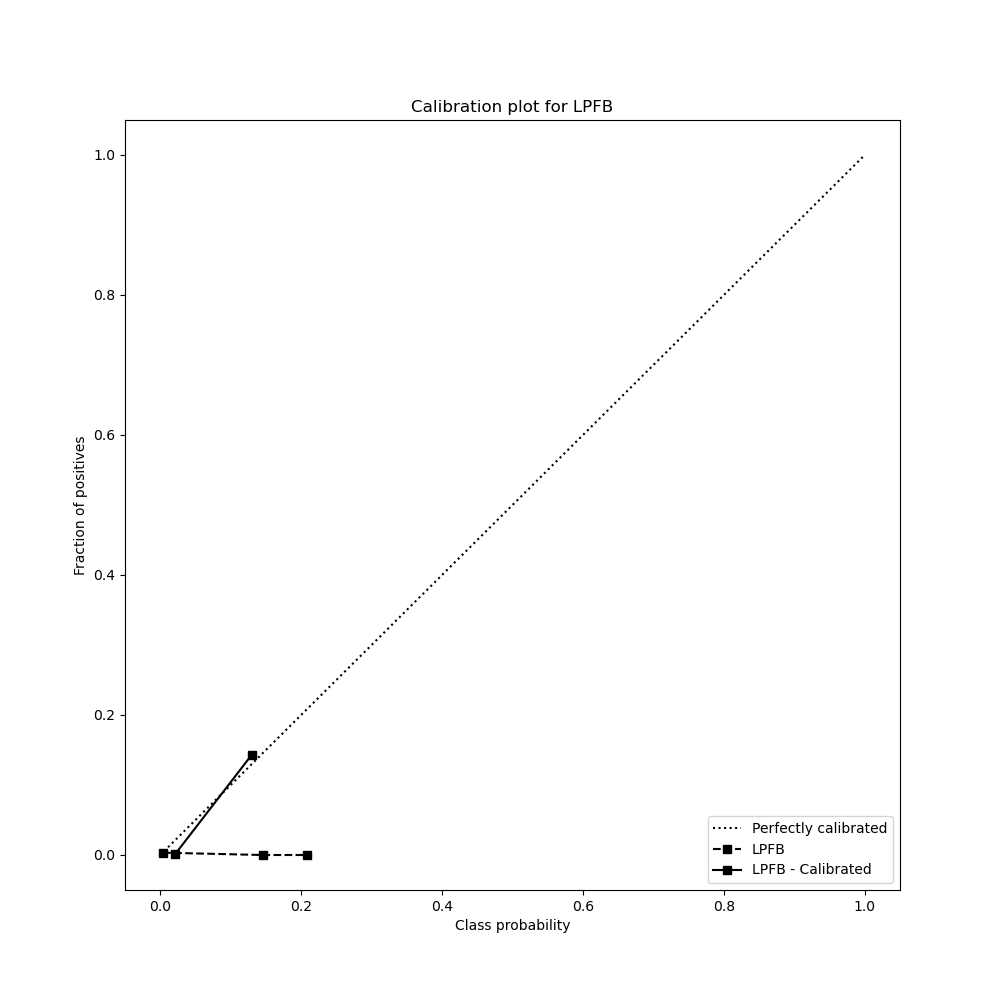 Calibration plot for LPFB
1.0
0.8
0.6
0.4
0.2
0.0
Fraction of positives
0.0 0.2 0.4 0.6 0.8 1.0
Class probability
Perfectly calibrated
LPFB
LPFB - Calibrated